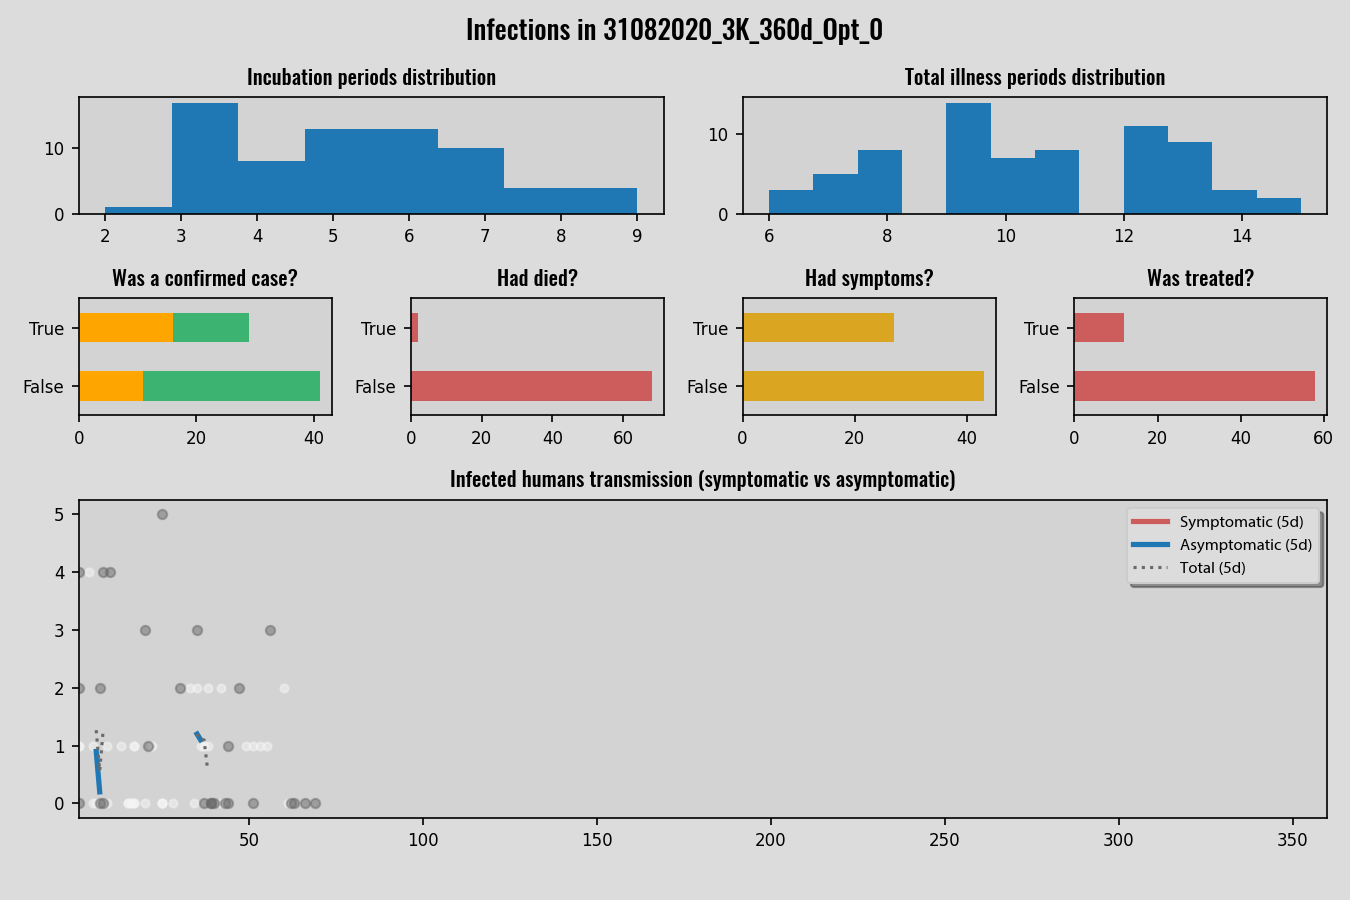 Infections in 31082020_3K_360d_Opt_0
Incubation periods distribution
Total illness periods distribution
10
0
2 3 4 5 6 7 8 9
10
0
6 8 10 12 14
Was a confirmed case?
Had died?
Had symptoms?
Was treated?
True
False
0 20 40
True
False
0 20 40 60
True
False
0 20 40
True
False
0 20 40 60
Infected humans transmission (symptomatic vs asymptomatic)
5
4
3
2
1
0
50 100 150 200 250 300 350
Symptomatic (5d)
Asymptomatic (5d)
Total (5d)